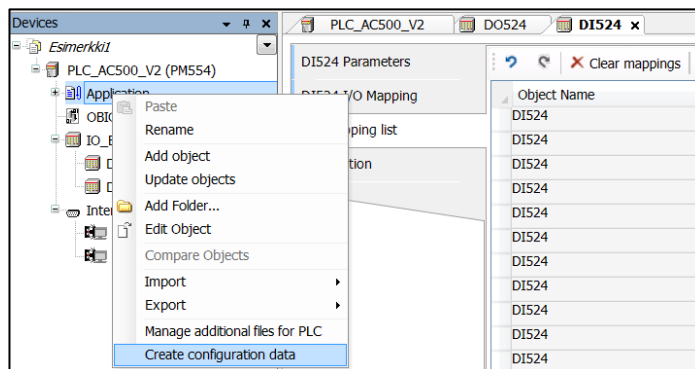 Devices
PLC_AC500_V2
DO524
DI524
Esimerkki1
PLC_AC500_V2 (PM554)
Application
OBIO
IO_B
D
D
Inter
Paste
Rename
Add object
Update objects
Add Folder...
Edit Object
Compare Objects
Import
Export
Manage additional files for PLC
Create configuration data
DI524 Parameters
DI524 I/O Mapping
pping list
tion
Clear mappings
Object Name
DI524
DI524
DI524
DI524
DI524
DI524
DI524
DI524
DI524
DI524
DI524